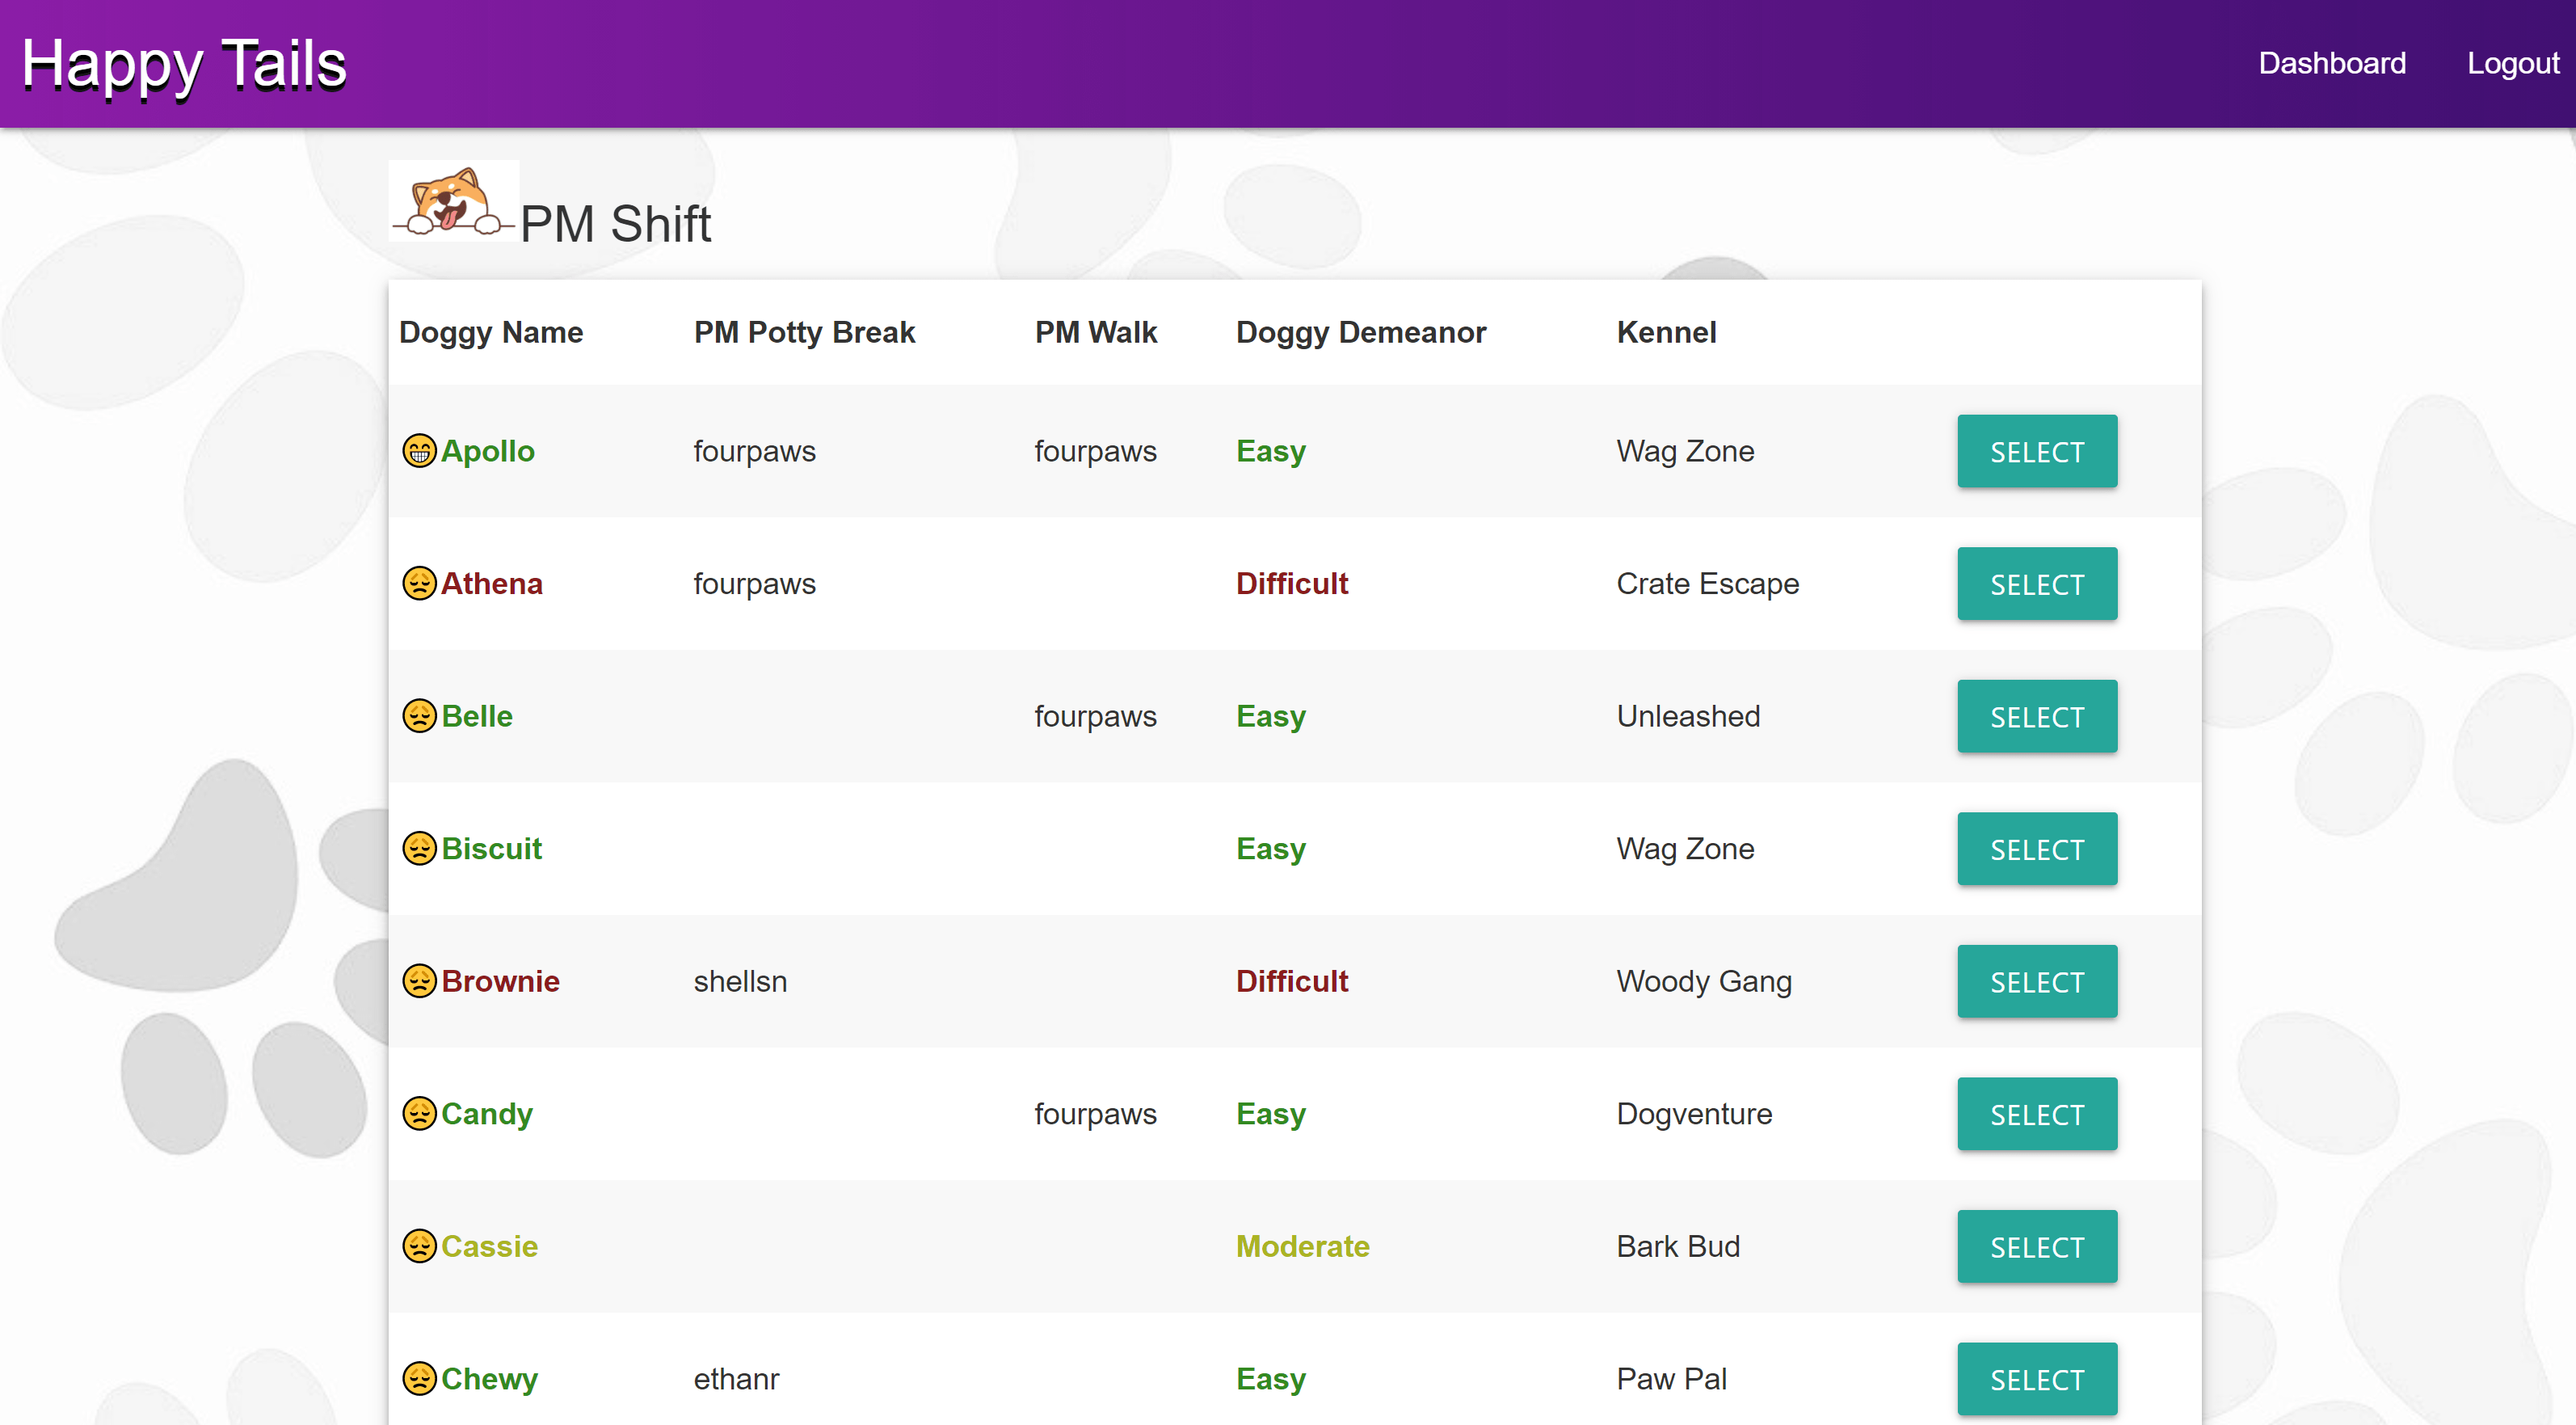 Happy Tails Dashboard Logout
PM Shift
Doggy Name PM Potty Break PM Walk Doggy Demeanor Kennel
Apollo fourpaws fourpaws Easy Wag Zone SELECT
Athena fourpaws Difficult Crate Escape SELECT
Belle fourpaws Easy Unleashed SELECT
Biscuit Easy Wag Zone SELECT
Brownie shellsn Difficult Woody Gang SELECT
Candy fourpaws Easy Dogventure SELECT
Cassie Moderate Bark Bud SELECT
Chewy ethanr Easy Paw Pal SELECT